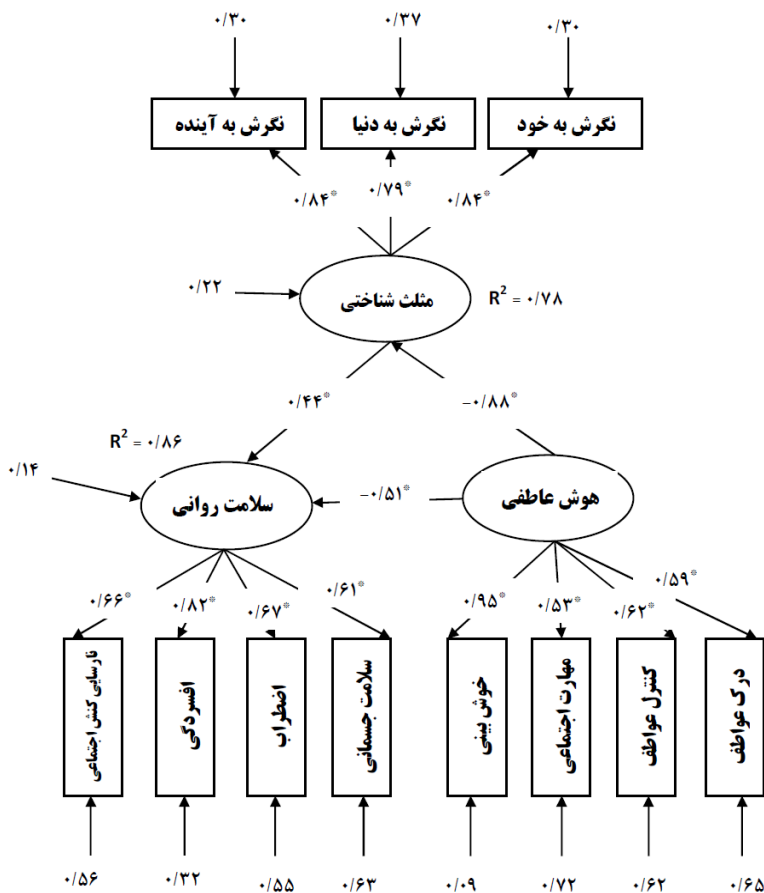 ۰/۳۰ ۰/۳۷ ۰/۳۰
نگرش به خود نگرش به دنیا نگرش به آینده
۰/۸۴* ۰/۷۹* ۰/۸۴*
۰/۲۲
مثلث شناختی
R² = ۰/۷۸
۰/۴۴* −۰/۸۸*
R² = ۰/۸۶
۰/۱۴
سلامت روانی
−۰/۵۱*
هوش عاطفی
۰/۶۶* ۰/۸۲* ۰/۶۷* ۰/۶۱* ۰/۹۵* ۰/۵۳* ۰/۶۲* ۰/۵۹*
نارسایی کنش اجتماعی
افسردگی
اضطراب
سلامت جسمانی
خوش بینی
مهارت اجتماعی
کنترل عواطف
درک عواطف
۰/۵۶ ۰/۳۲ ۰/۵۵ ۰/۶۳ ۰/۰۹ ۰/۷۲ ۰/۶۲ ۰/۶۵